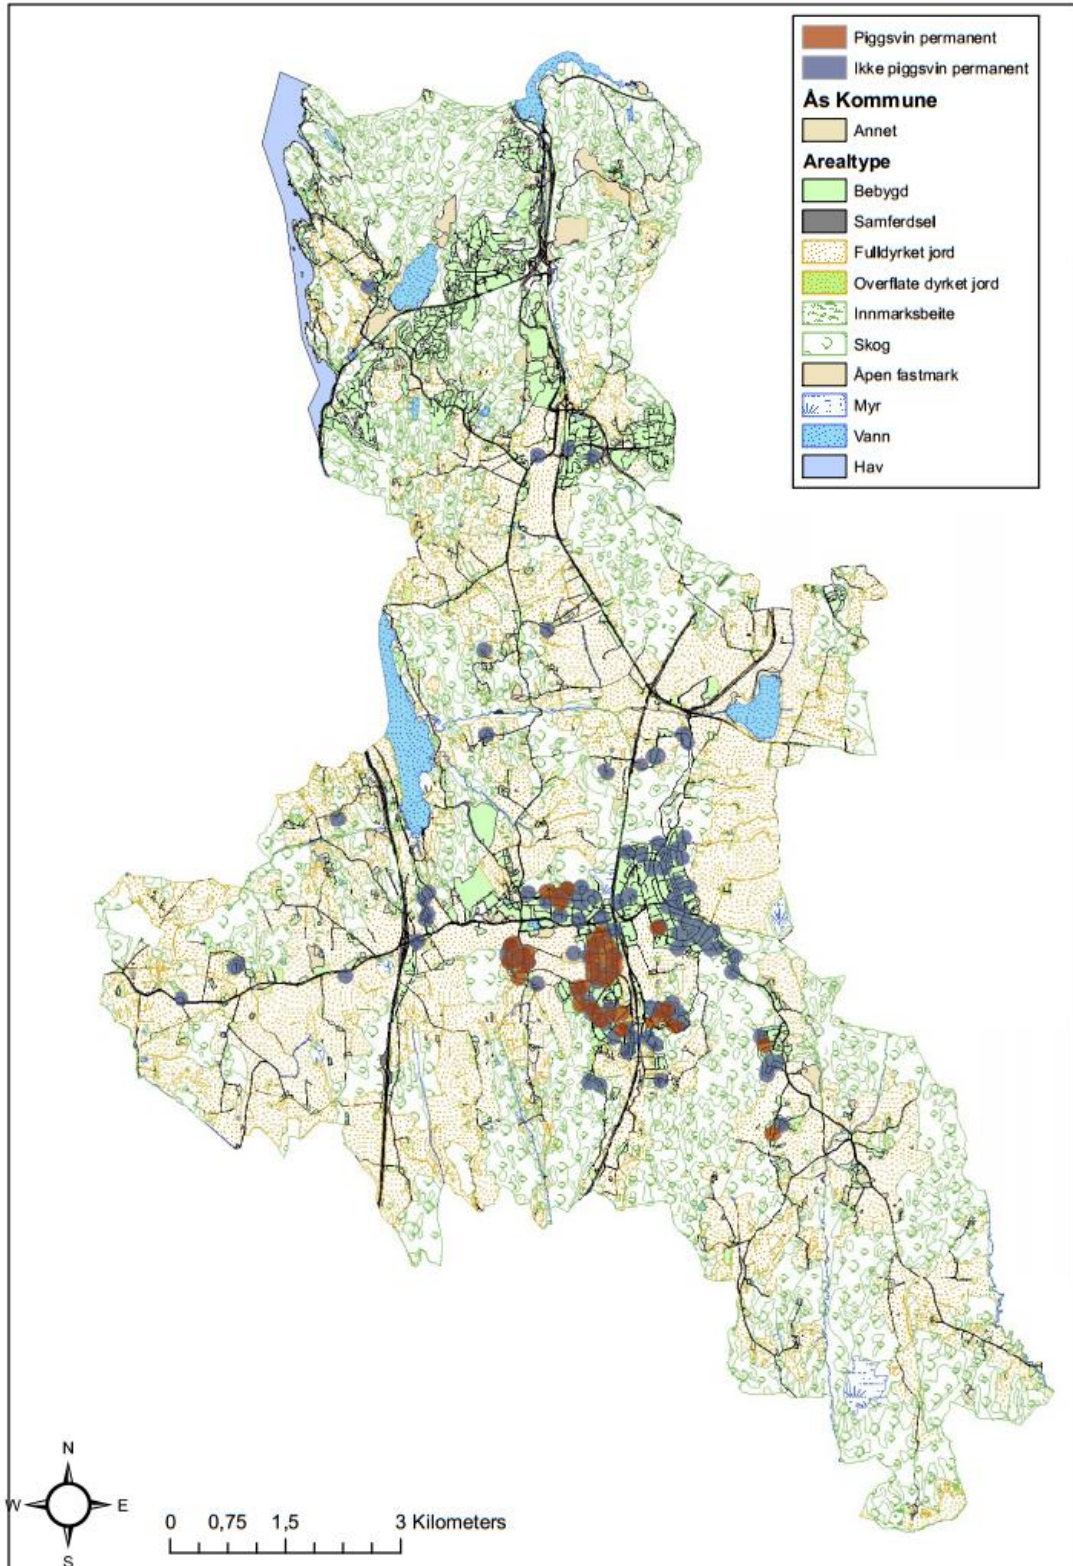 Piggsvin permanent
Ikke piggsvin permanent
Ås Kommune
Annet
Arealtype
Bebygd
Samferdsel
Fulldyrket jord
Overflate dyrket jord
Innmarksbeite
Skog
Åpen fastmark
Myr
Vann
Hav
N
W E
S
0 0,75 1,5 3 Kilometers